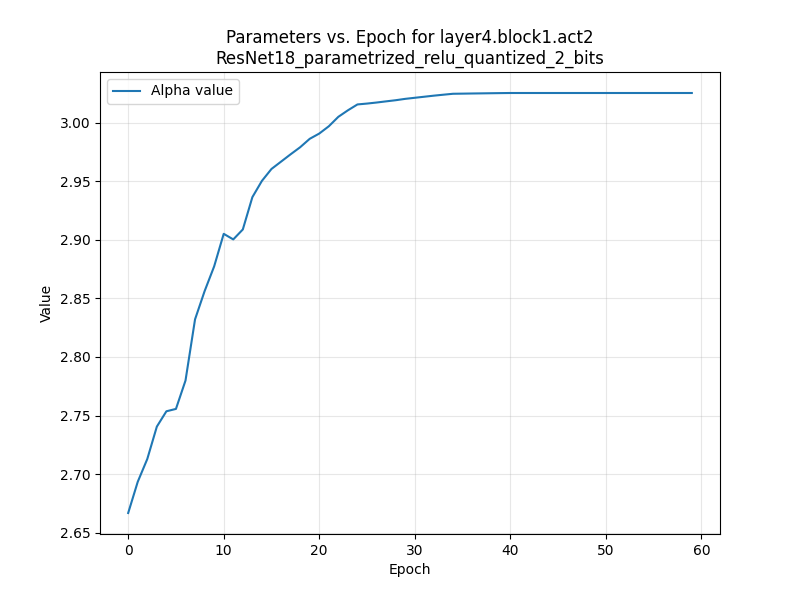 Parameters vs. Epoch for layer4.block1.act2
ResNet18_parametrized_relu_quantized_2_bits
Alpha value
3.00
2.95
2.90
2.85
2.80
2.75
2.70
2.65
Value
0 10 20 30 40 50 60
Epoch